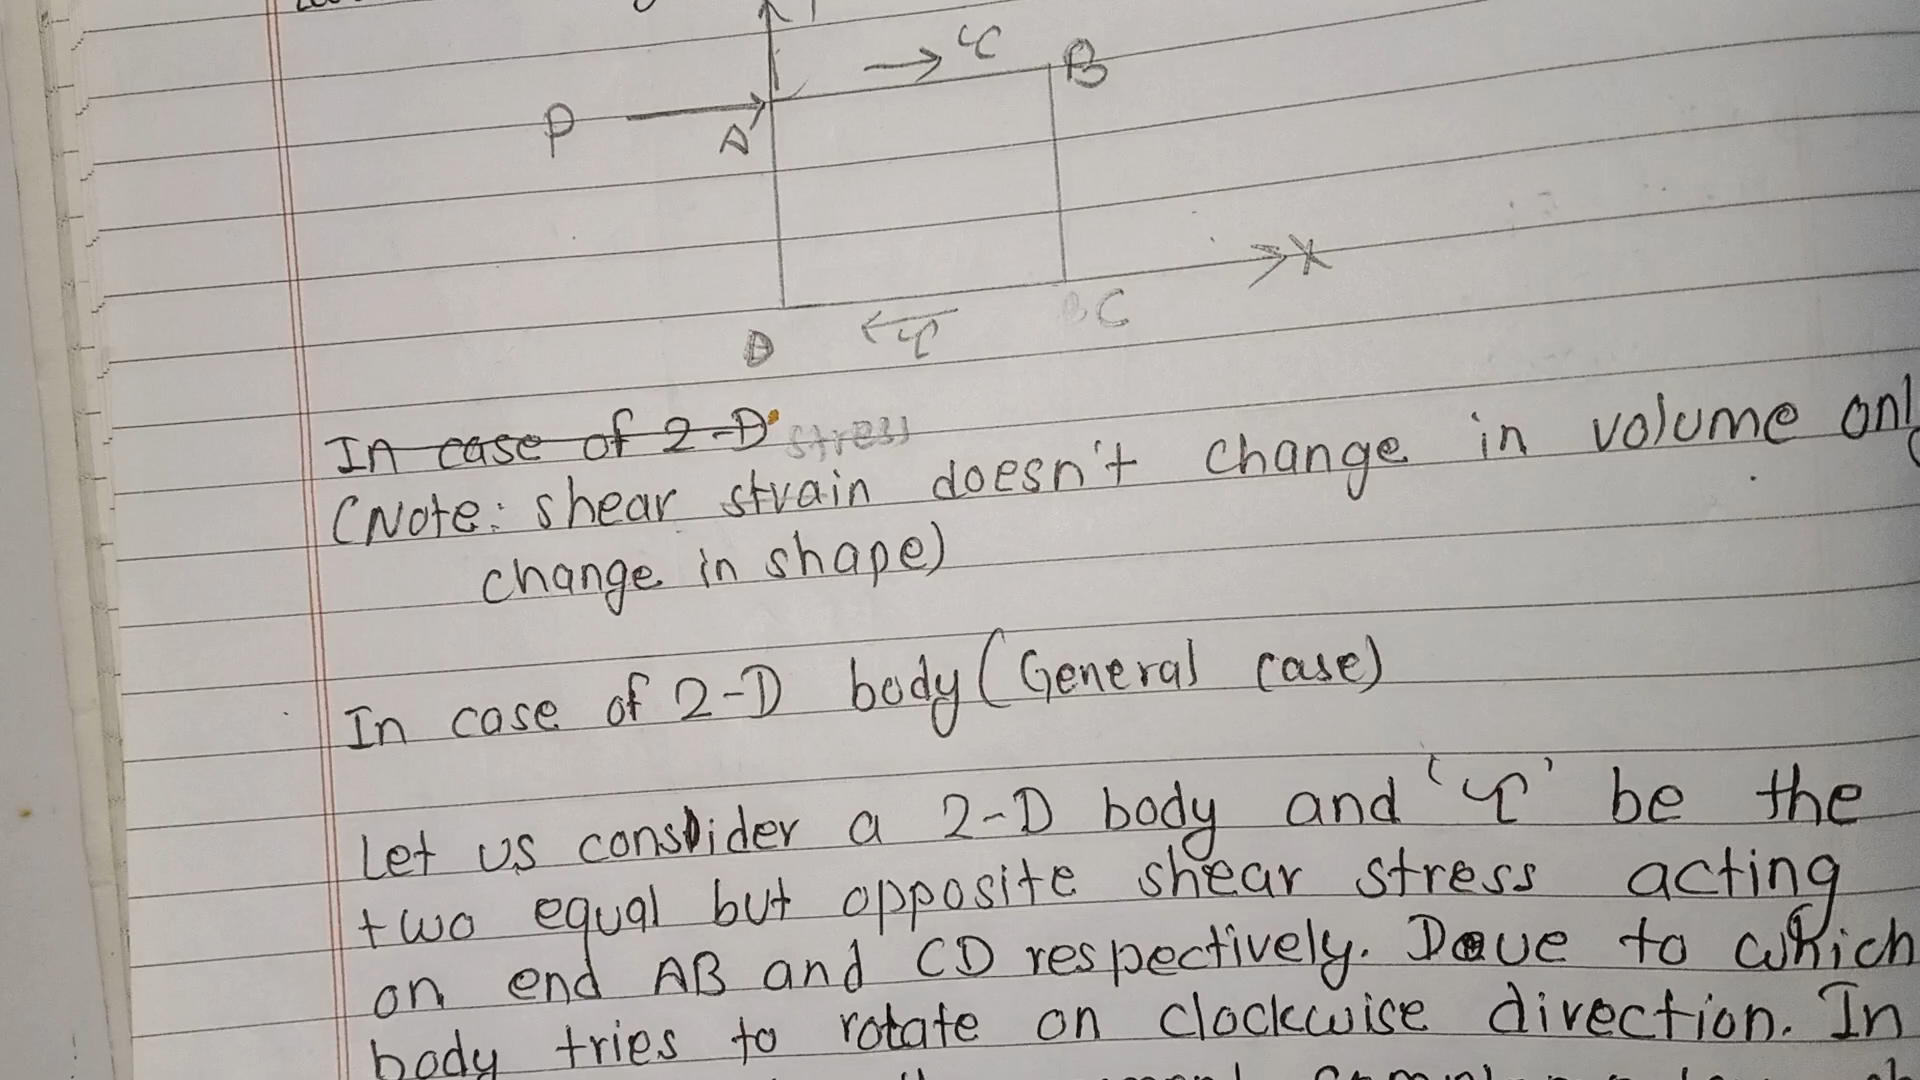 τ
B
P
A
X
C
τ
D
In case of 2-D stress
(Note: shear strain doesn't change in volume only
change in shape)
In case of 2-D body (General case)
Let us consider a 2-D body and 'τ' be the
two equal but opposite shear stress acting
on end AB and CD respectively. Doue to which
body tries to rotate on clockwise direction. In